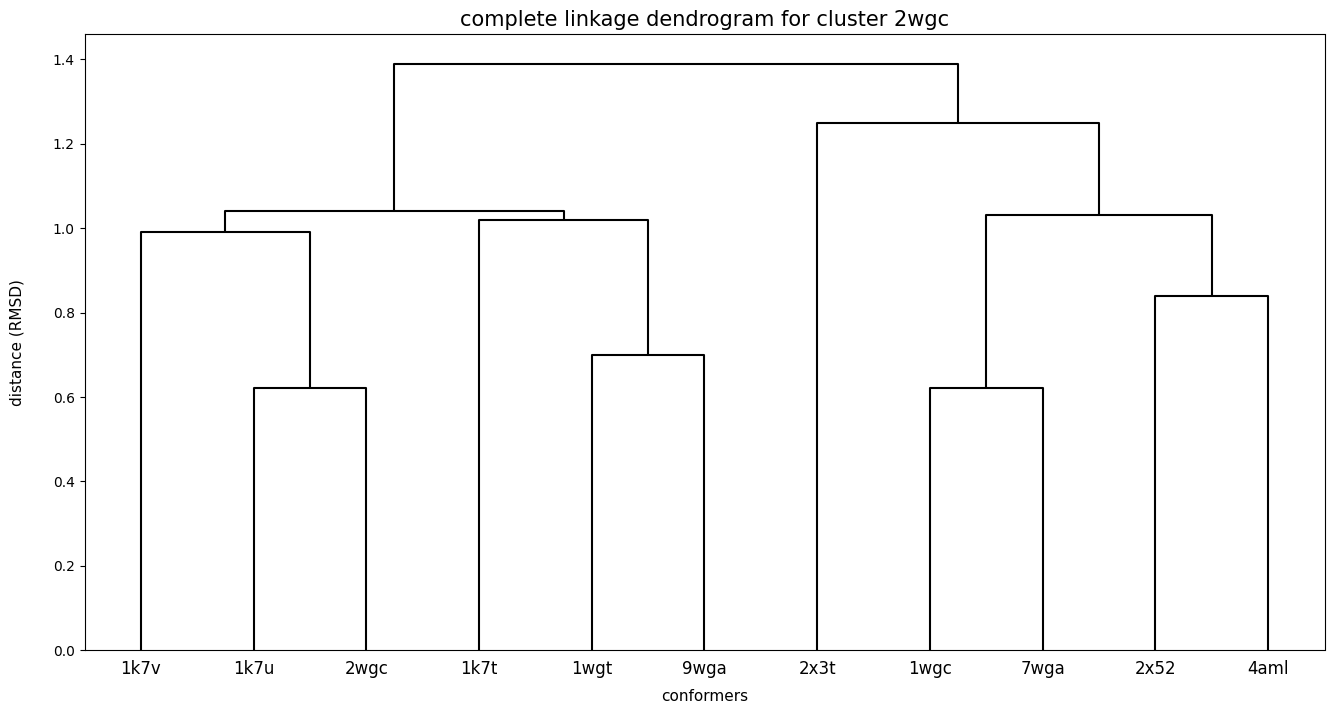 complete linkage dendrogram for cluster 2wgc
1.4
1.2
1.0
0.8
0.6
0.4
0.2
0.0
distance (RMSD)
1k7v 1k7u 2wgc 1k7t 1wgt 9wga 2x3t 1wgc 7wga 2x52 4aml
conformers